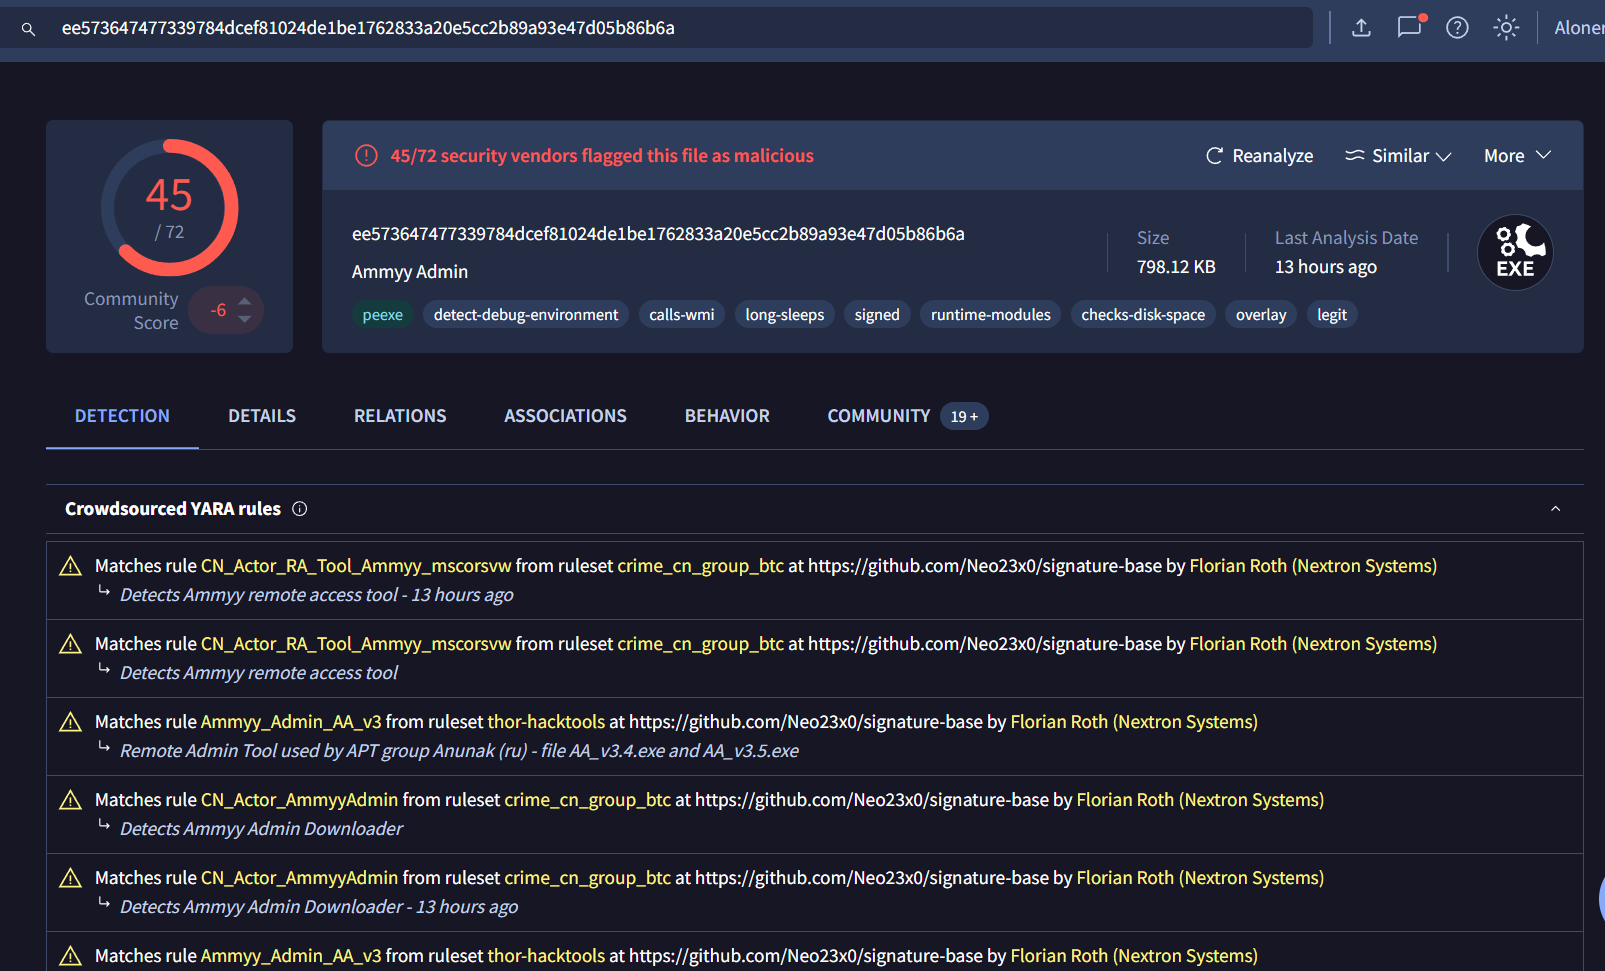 ee573647477339784dcef81024de1be1762833a20e5cc2b89a93e47d05b86b6a
Aloner
45
/ 72
Community
Score
-6
45/72 security vendors flagged this file as malicious
Reanalyze
Similar
More
ee573647477339784dcef81024de1be1762833a20e5cc2b89a93e47d05b86b6a
Ammyy Admin
Size
798.12 KB
Last Analysis Date
13 hours ago
EXE
peexe
detect-debug-environment
calls-wmi
long-sleeps
signed
runtime-modules
checks-disk-space
overlay
legit
DETECTION
DETAILS
RELATIONS
ASSOCIATIONS
BEHAVIOR
COMMUNITY
19 +
Crowdsourced YARA rules
Matches rule CN_Actor_RA_Tool_Ammyy_mscorsvw from ruleset crime_cn_group_btc at https://github.com/Neo23x0/signature-base by Florian Roth (Nextron Systems)
Detects Ammyy remote access tool - 13 hours ago
Matches rule CN_Actor_RA_Tool_Ammyy_mscorsvw from ruleset crime_cn_group_btc at https://github.com/Neo23x0/signature-base by Florian Roth (Nextron Systems)
Detects Ammyy remote access tool
Matches rule Ammyy_Admin_AA_v3 from ruleset thor-hacktools at https://github.com/Neo23x0/signature-base by Florian Roth (Nextron Systems)
Remote Admin Tool used by APT group Anunak (ru) - file AA_v3.4.exe and AA_v3.5.exe
Matches rule CN_Actor_AmmyyAdmin from ruleset crime_cn_group_btc at https://github.com/Neo23x0/signature-base by Florian Roth (Nextron Systems)
Detects Ammyy Admin Downloader
Matches rule CN_Actor_AmmyyAdmin from ruleset crime_cn_group_btc at https://github.com/Neo23x0/signature-base by Florian Roth (Nextron Systems)
Detects Ammyy Admin Downloader - 13 hours ago
Matches rule Ammyy_Admin_AA_v3 from ruleset thor-hacktools at https://github.com/Neo23x0/signature-base by Florian Roth (Nextron Systems)